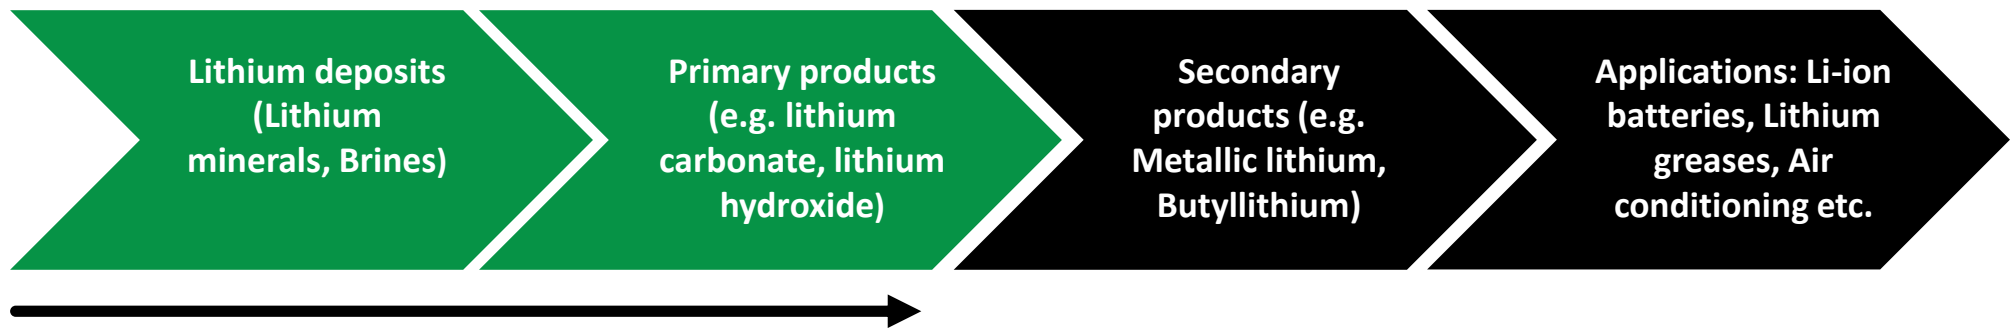 Lithium deposits
(Lithium
minerals, Brines)
Primary products
(e.g. lithium
carbonate, lithium
hydroxide)
Secondary
products (e.g.
Metallic lithium,
Butyllithium)
Applications: Li-ion
batteries, Lithium
greases, Air
conditioning etc.